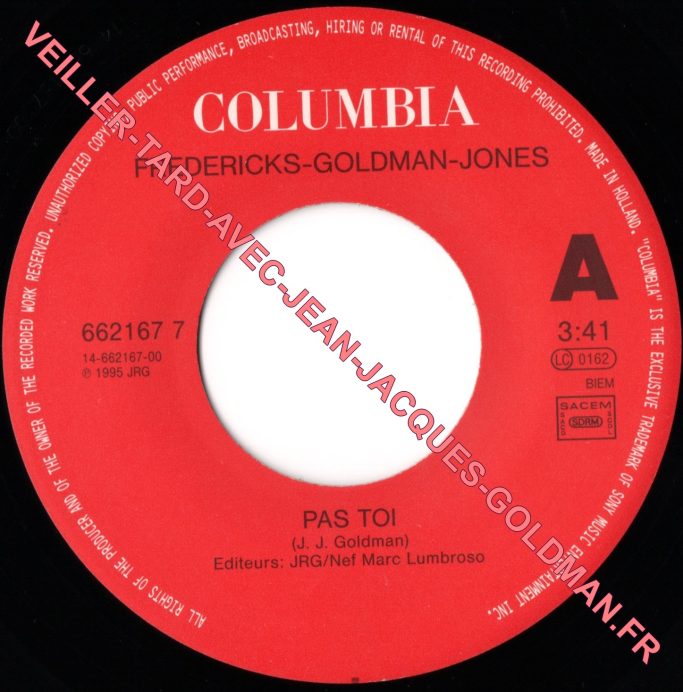 ALL RIGHTS OF THE PRODUCER AND OF THE OWNER OF THE RECORDED WORK RESERVED. UNAUTHORIZED COPYING, PUBLIC PERFORMANCE, BROADCASTING, HIRING OR RENTAL OF THIS RECORDING PROHIBITED. MADE IN HOLLAND. "COLUMBIA" IS THE EXCLUSIVE TRADEMARK OF SONY MUSIC ENTERTAINMENT INC.
COLUMBIA
FREDERICKS-GOLDMAN-JONES
A
662167 7
3:41
14-662167-00
LC 0162
℗ 1995 JRG
BIEM
SACEM
SACD SDRM SGDL
PAS TOI
(J. J. Goldman)
Editeurs: JRG/Nef Marc Lumbroso
VEILLER-TARD-AVEC-JEAN-JACQUES-GOLDMAN.FR